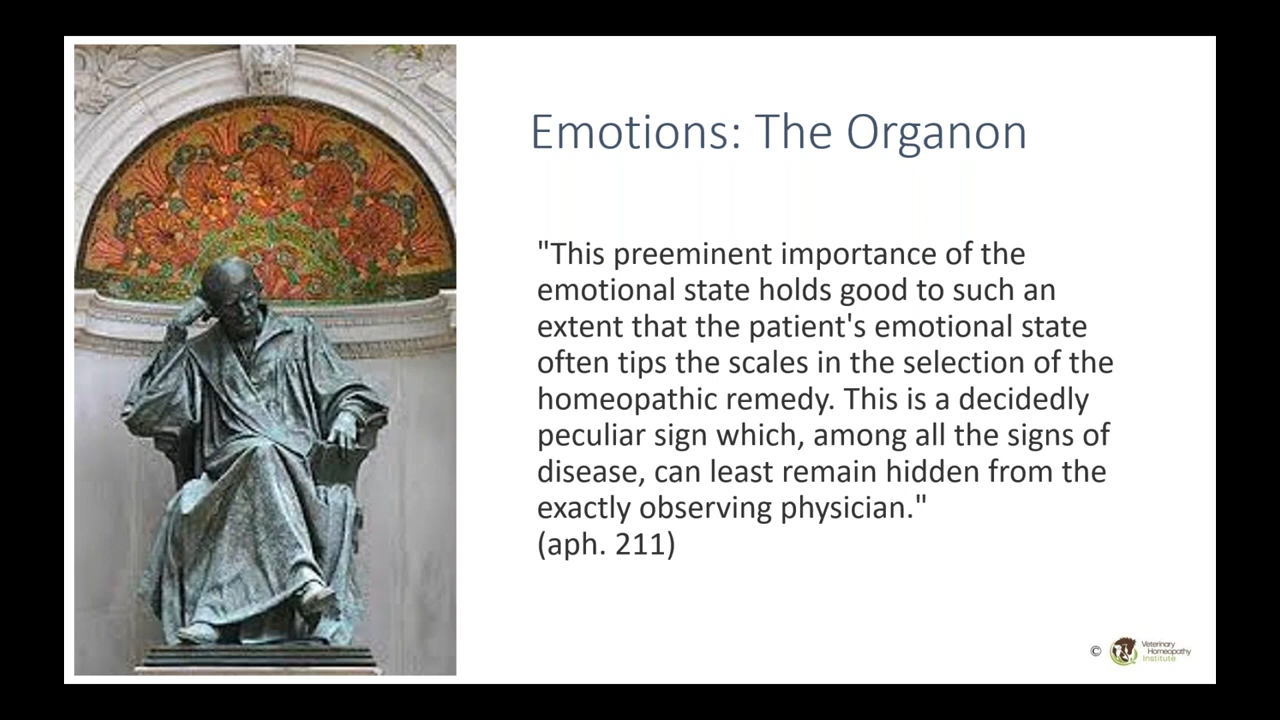 Emotions: The Organon
"This preeminent importance of the
emotional state holds good to such an
extent that the patient's emotional state
often tips the scales in the selection of the
homeopathic remedy. This is a decidedly
peculiar sign which, among all the signs of
disease, can least remain hidden from the
exactly observing physician."
(aph. 211)
©
Veterinary
Homeopathy
Institute